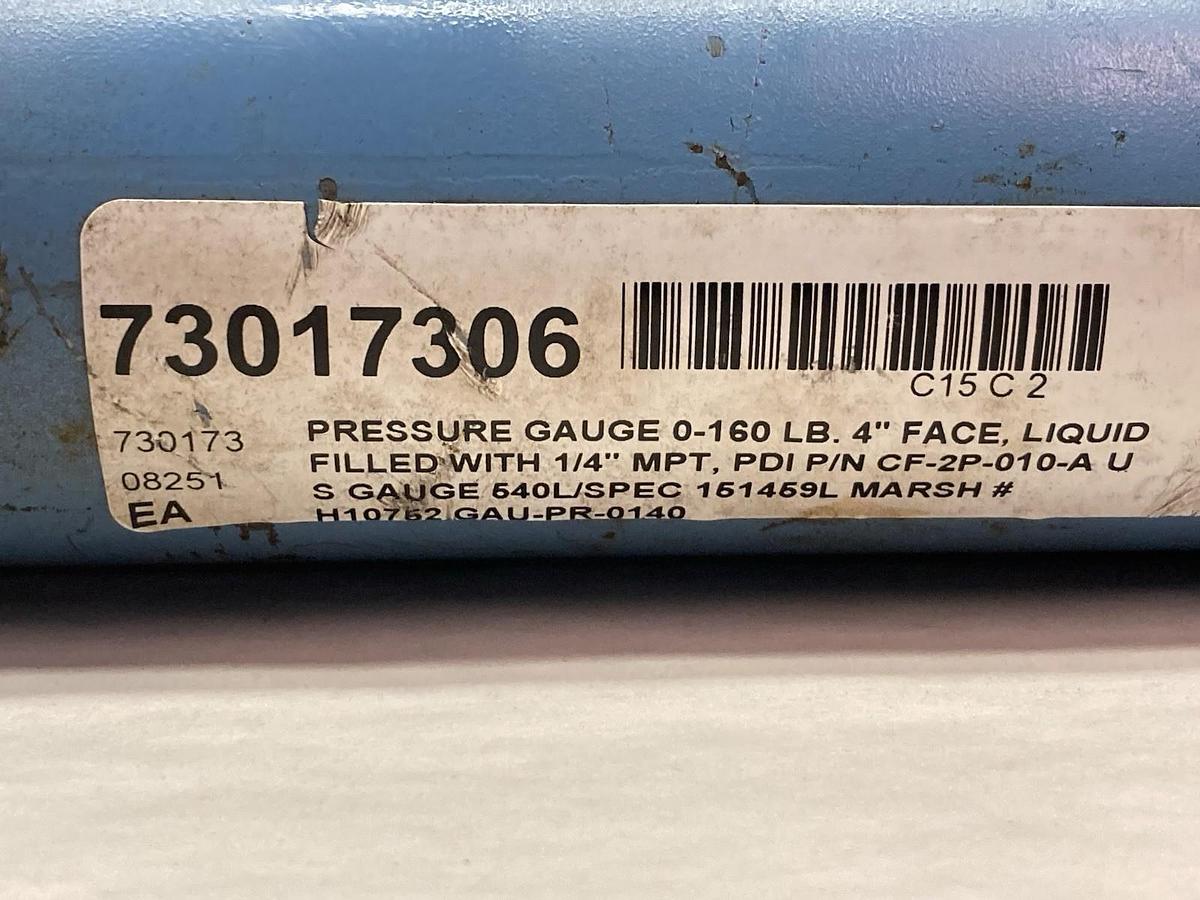 73017306
C15 C 2
730173
08251
EA
PRESSURE GAUGE 0-160 LB. 4" FACE, LIQUID
FILLED WITH 1/4" MPT, PDI P/N CF-2P-010-A U
S GAUGE 540L/SPEC 151459L MARSH #
H10752 GAU-PR-0140